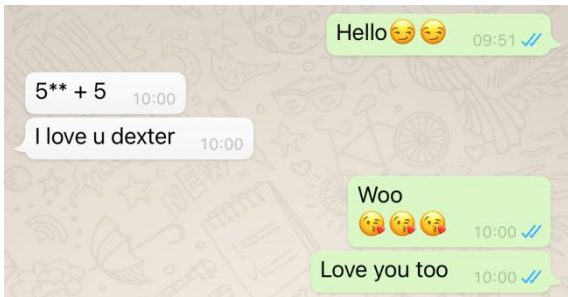 Hello😏😏 09:51
5** + 5 10:00
I love u dexter 10:00
Woo
😘😘😘 10:00
Love you too 10:00